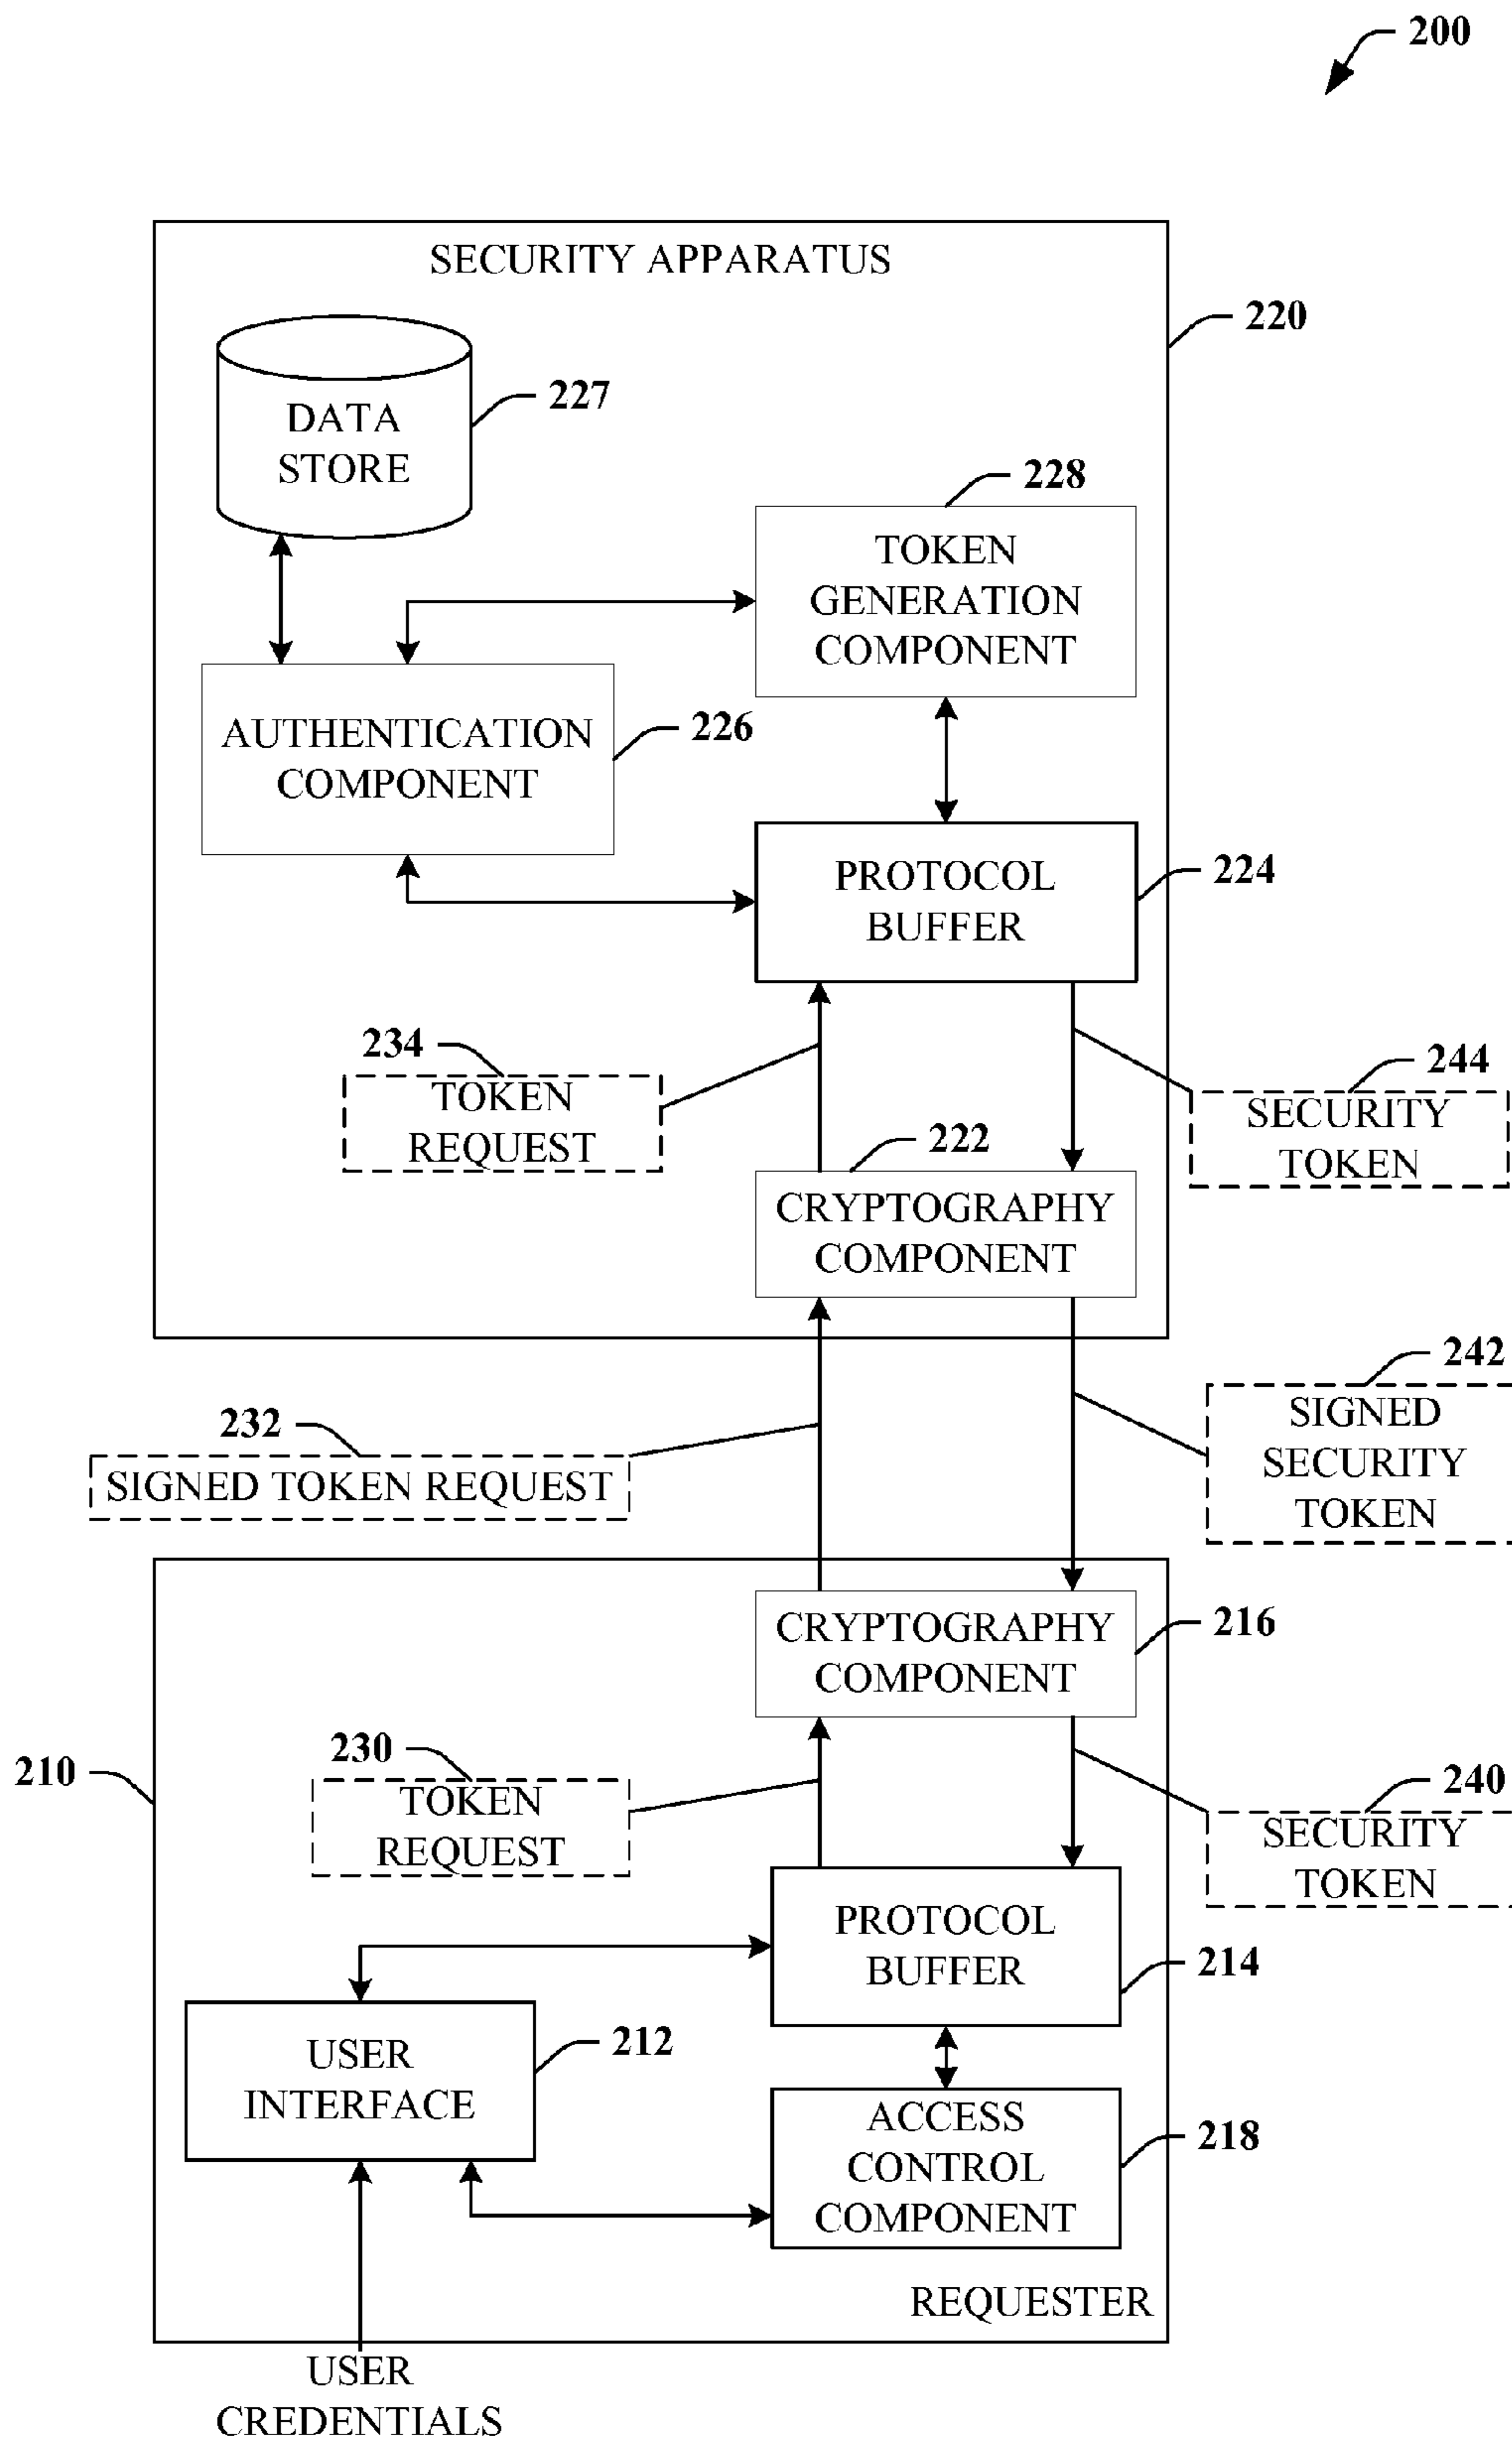 200
SECURITY APPARATUS
220
DATA
STORE
227
228
TOKEN
GENERATION
COMPONENT
AUTHENTICATION
COMPONENT
226
PROTOCOL
BUFFER
224
234
TOKEN
REQUEST
244
SECURITY
TOKEN
222
CRYPTOGRAPHY
COMPONENT
242
SIGNED
SECURITY
TOKEN
232
SIGNED TOKEN REQUEST
CRYPTOGRAPHY
COMPONENT
216
210
230
TOKEN
REQUEST
240
SECURITY
TOKEN
PROTOCOL
BUFFER
214
USER
INTERFACE
212
ACCESS
CONTROL
COMPONENT
218
REQUESTER
USER
CREDENTIALS